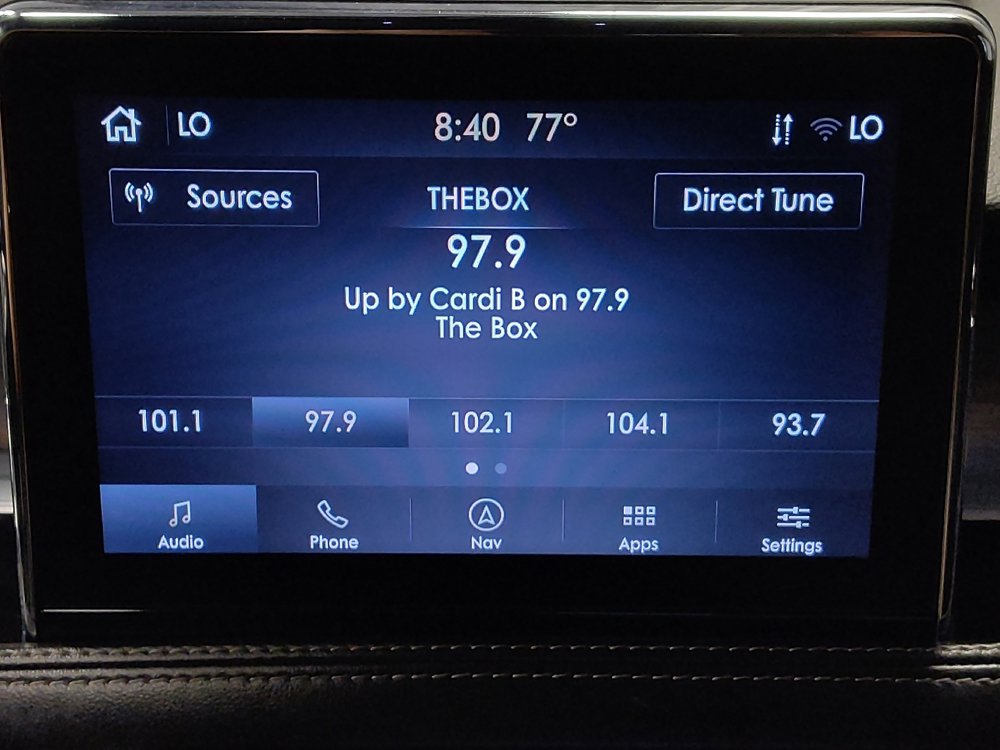 LO 8:40 77° LO
Sources THEBOX Direct Tune
97.9
Up by Cardi B on 97.9
The Box
101.1 97.9 102.1 104.1 93.7
Audio Phone Nav Apps Settings